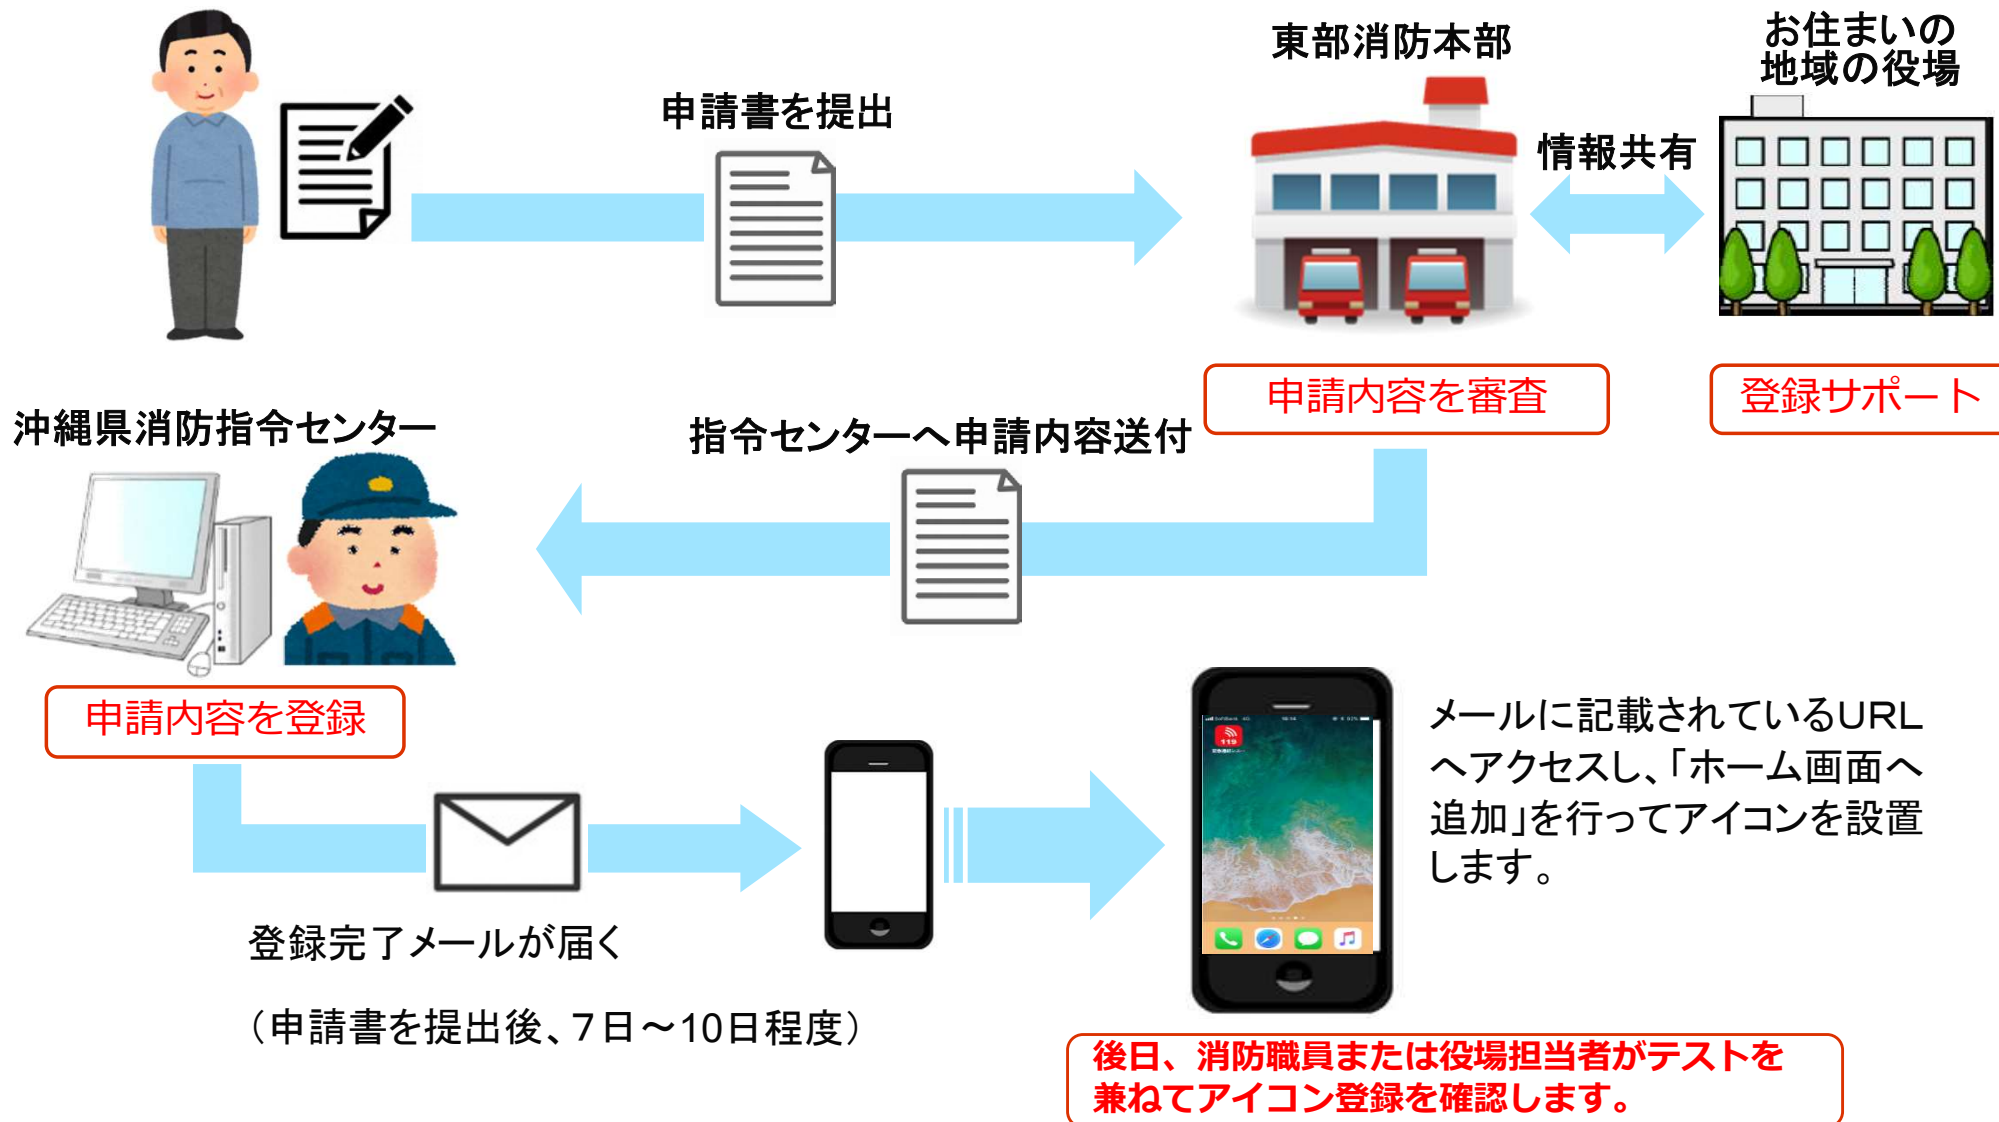 申請書を提出
東部消防本部
お住まいの
地域の役場
情報共有
申請内容を審査
登録サポート
沖縄県消防指令センター
指令センターへ申請内容送付
申請内容を登録
登録完了メールが届く
（申請書を提出後、７日～10日程度）
119
メールに記載されているURL
へアクセスし、「ホーム画面へ
追加」を行ってアイコンを設置
します。
後日、消防職員または役場担当者がテストを
兼ねてアイコン登録を確認します。